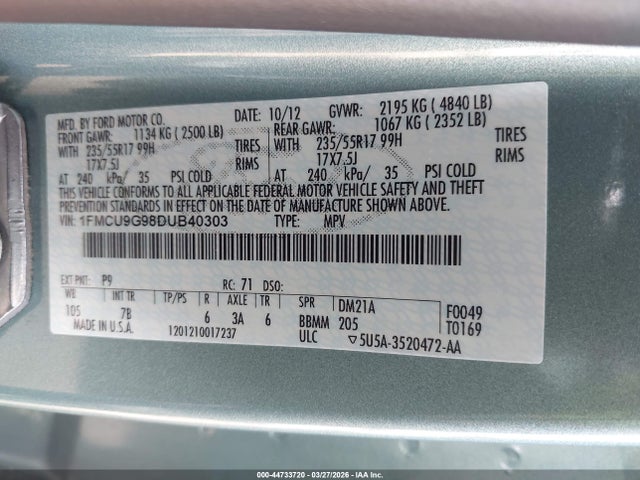 MFD. BY FORD MOTOR CO. DATE: 10/12 GVWR: 2195 KG ( 4840 LB)
FRONT GAWR: 1134 KG ( 2500 LB) REAR GAWR: 1067 KG ( 2352 LB)
WITH 235/55R17 99H TIRES WITH 235/55R17 99H TIRES
17X7.5J RIMS 17X7.5J RIMS
AT 240 kPa/ 35 PSI COLD AT 240 kPa/ 35 PSI COLD
THIS VEHICLE CONFORMS TO ALL APPLICABLE FEDERAL MOTOR VEHICLE SAFETY AND THEFT
PREVENTION STANDARDS IN EFFECT ON THE DATE OF MANUFACTURE SHOWN ABOVE.
VIN: 1FMCU9G98DUB40303 TYPE: MPV
EXT PNT: P9 RC: 71 DSO:
WB INT TR TP/PS R AXLE TR SPR DM21A F0049
105 7B 6 3A 6 BBMM 205 T0169
MADE IN U.S.A. 1201210017237 ULC ▽5U5A-3520472-AA
000-44733720 | 03/27/2026 | IAA Inc.